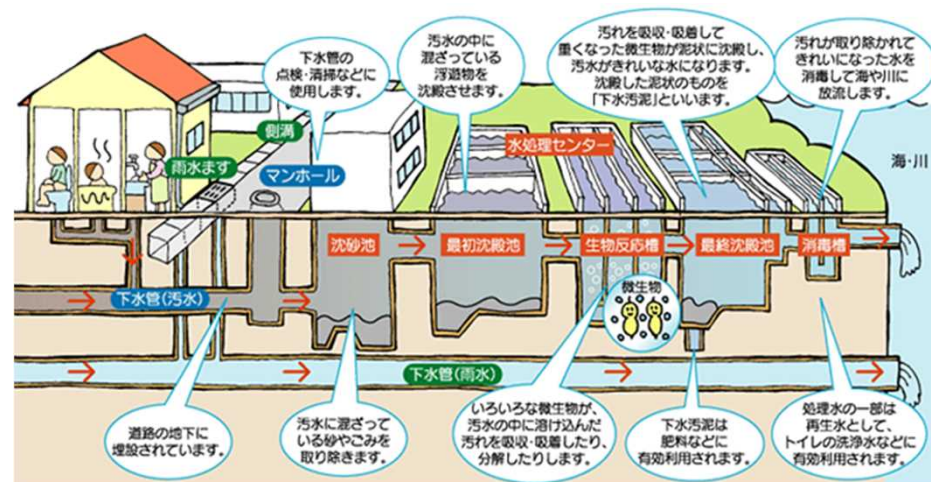 下水管の
点検・清掃などに
使用します。
汚水の中に
混ざっている
浮遊物を
沈殿させます。
汚れを吸収・吸着して
重くなった微生物が泥状に沈殿し、
汚水がきれいな水になります。
沈殿した泥状のものを
「下水汚泥」といいます。
汚れが取り除かれて
きれいになった水を
消毒して海や川に
放流します。
側溝
雨水ます
マンホール
水処理センター
海・川
沈砂池
最初沈殿池
生物反応槽
最終沈殿池
消毒槽
微生物
下水管(汚水)
下水管(雨水)
道路の地下に
埋設されています。
汚水に混ざって
いる砂やごみを
取り除きます。
いろいろな微生物が、
汚水の中に溶け込んだ
汚れを吸収・吸着したり、
分解したりします。
下水汚泥は
肥料などに
有効利用されます。
処理水の一部は
再生水として、
トイレの洗浄水などに
有効利用されます。